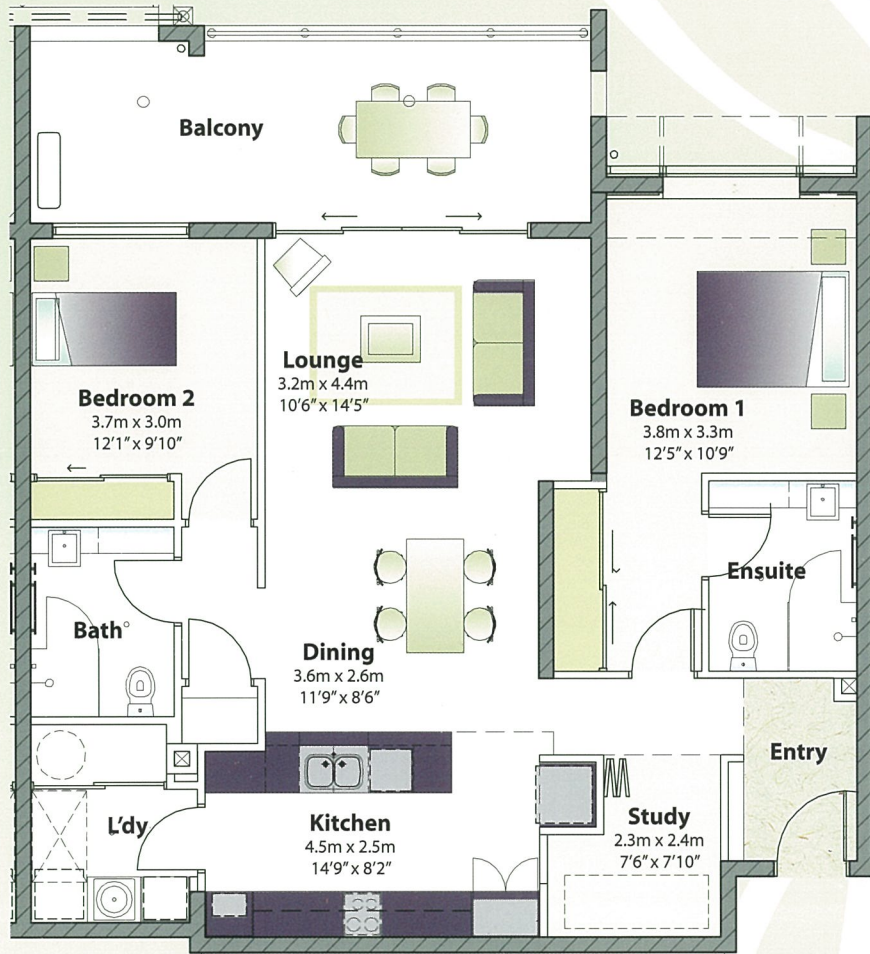 Balcony
Lounge
3.2m x 4.4m
10'6” x 14'5”
Bedroom 2
3.7m x 3.0m
12'1” x 9'10”
Bedroom 1
3.8m x 3.3m
12'5” x 10'9”
Ensuite
Bath
Dining
3.6m x 2.6m
11'9” x 8'6”
Entry
L'dy
Kitchen
4.5m x 2.5m
14'9” x 8'2”
Study
2.3m x 2.4m
7'6” x 7'10”